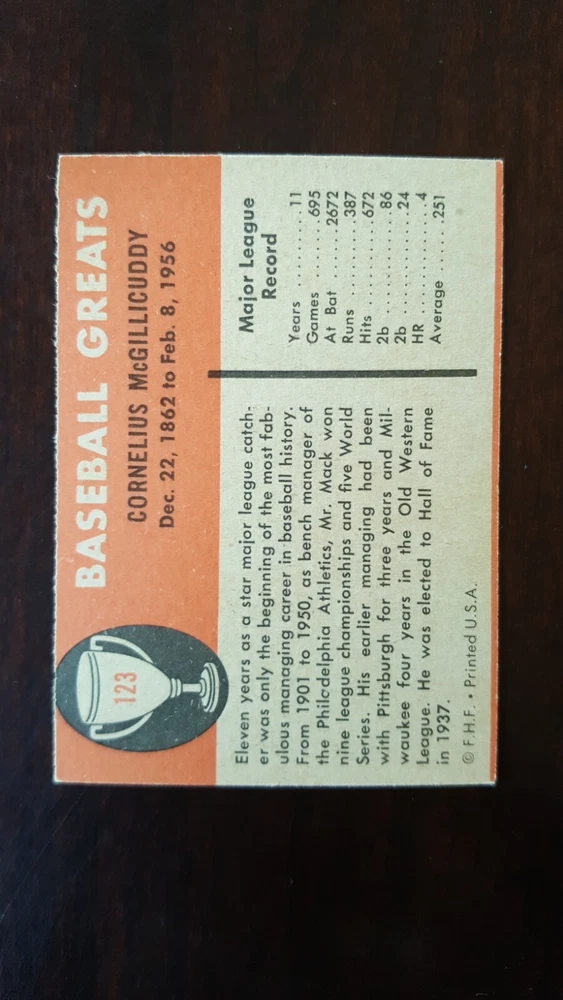 123
BASEBALL GREATS
CORNELIUS McGILLICUDDY
Dec. 22, 1862 to Feb. 8, 1956
Eleven years as a star major league catch-
er was only the beginning of the most fab-
ulous managing career in baseball history.
From 1901 to 1950, as bench manager of
the Philadelphia Athletics, Mr. Mack won
nine league championships and five World
Series. His earlier managing had been
with Pittsburgh for three years and Mil-
waukee four years in the Old Western
League. He was elected to Hall of Fame
in 1937.
Major League
Record
Years ..........11
Games ......695
At Bat .....2672
Runs ........387
Hits .........672
2b ............86
2b ............24
HR .............4
Average .....251
© F.H.F. • Printed U.S.A.